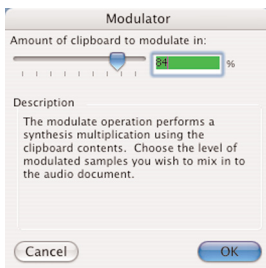 Modulator
Amount of clipboard to modulate in:
84 %
Description
The modulate operation performs a
synthesis multiplication using the
clipboard contents. Choose the level of
modulated samples you wish to mix in to
the audio document.
Cancel OK